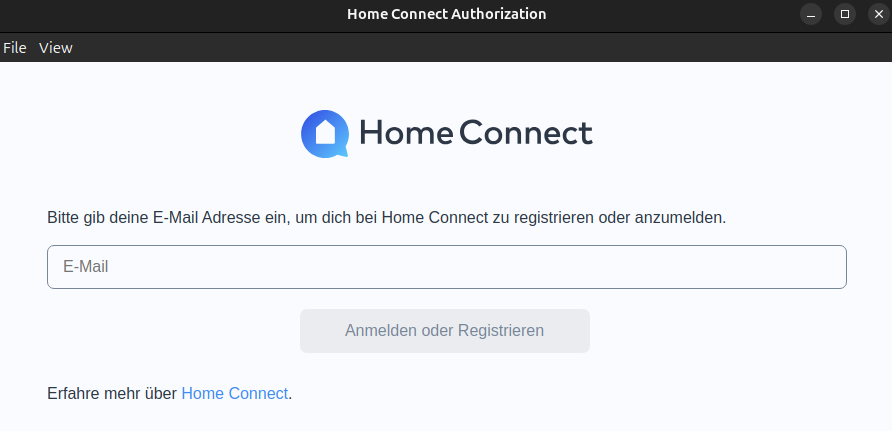 Home Connect Authorization
File View
Home Connect
Bitte gib deine E-Mail Adresse ein, um dich bei Home Connect zu registrieren oder anzumelden.
E-Mail
Anmelden oder Registrieren
Erfahre mehr über Home Connect.